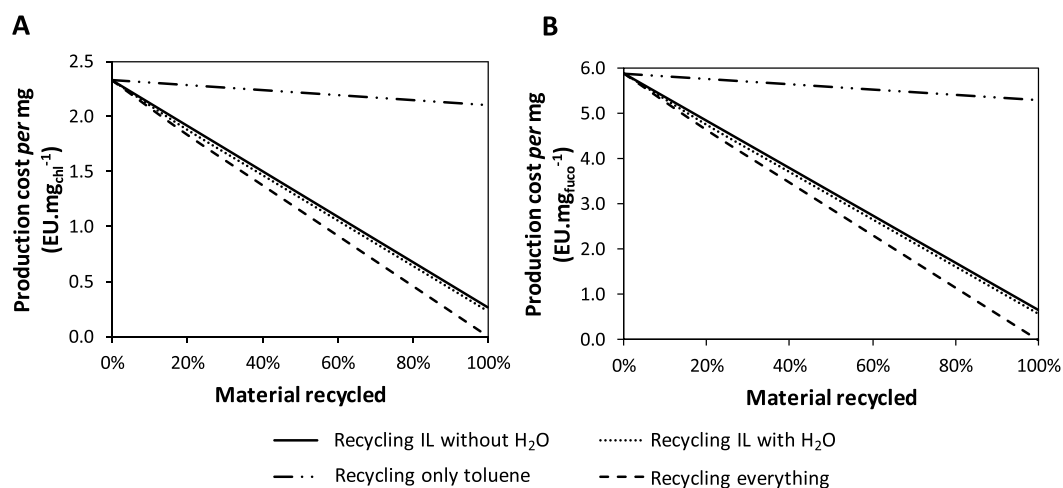 A
Production cost per mg
(EU.mg_chl^-1)
2.5
2.0
1.5
1.0
0.5
0.0
0% 20% 40% 60% 80% 100%
Material recycled
B
Production cost per mg
(EU.mg_fuco^-1)
6.0
5.0
4.0
3.0
2.0
1.0
0.0
0% 20% 40% 60% 80% 100%
Material recycled
Recycling IL without H₂O
Recycling IL with H₂O
Recycling only toluene
Recycling everything